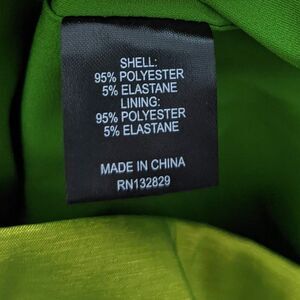 SHELL:
95% POLYESTER
5% ELASTANE
LINING:
95% POLYESTER
5% ELASTANE
MADE IN CHINA
RN132829